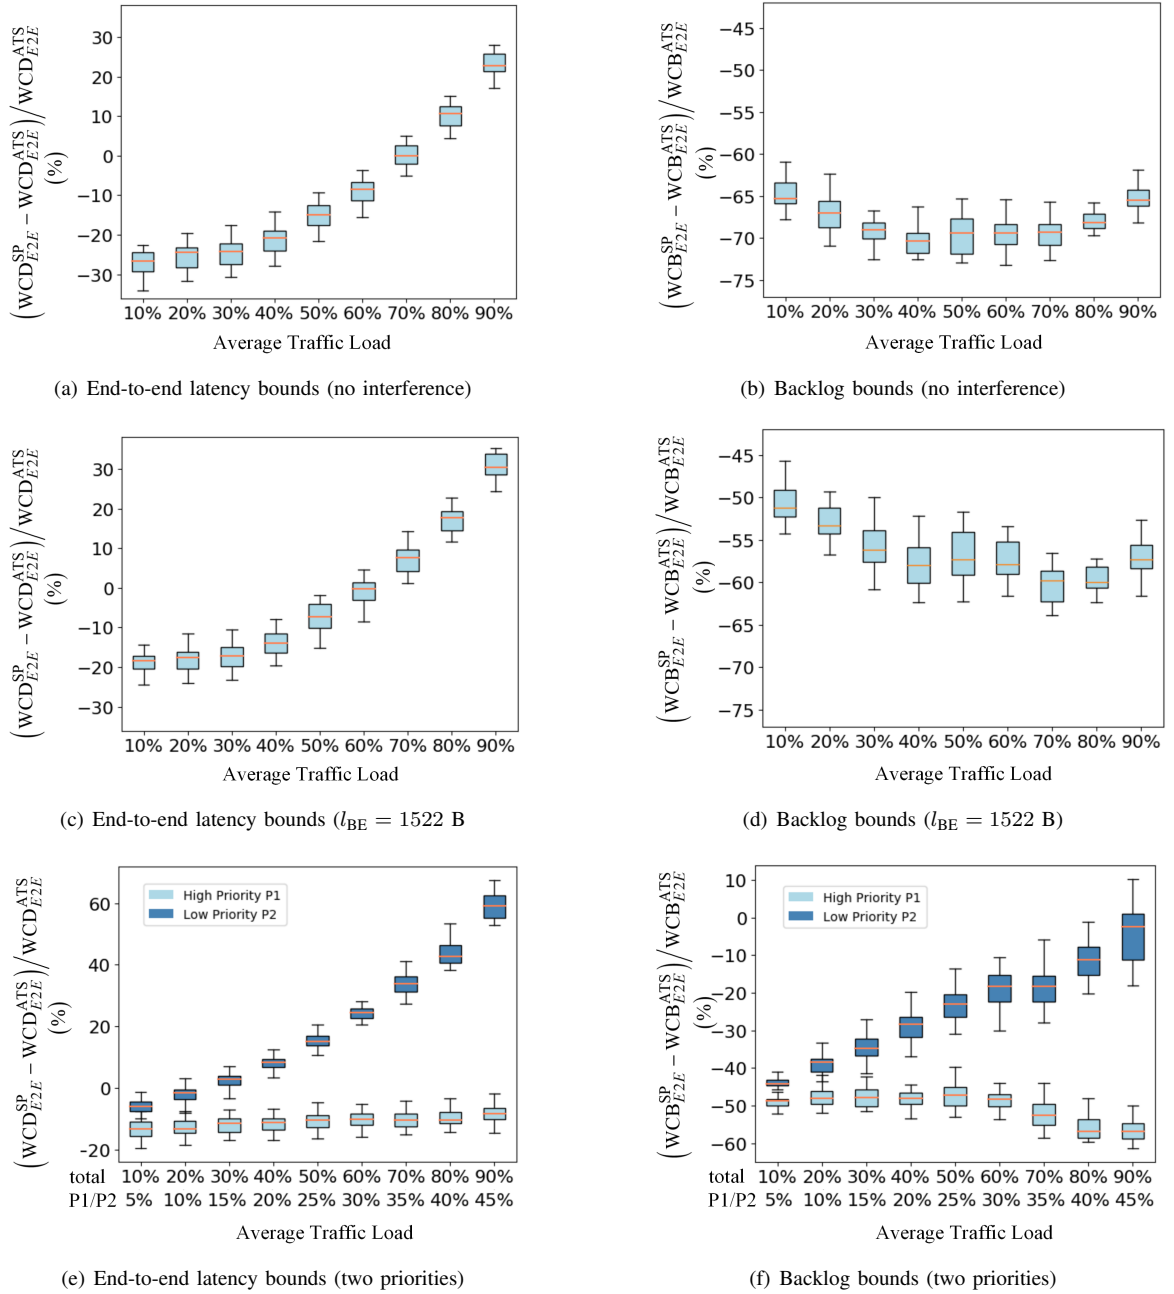 (WCD^SP_E2E − WCD^ATS_E2E)/WCD^ATS_E2E
(%)
30
20
10
0
−10
−20
−30
10% 20% 30% 40% 50% 60% 70% 80% 90%
Average Traffic Load
(a) End-to-end latency bounds (no interference)
(WCB^SP_E2E − WCB^ATS_E2E)/WCB^ATS_E2E
(%)
−45
−50
−55
−60
−65
−70
−75
10% 20% 30% 40% 50% 60% 70% 80% 90%
Average Traffic Load
(b) Backlog bounds (no interference)
(WCD^SP_E2E − WCD^ATS_E2E)/WCD^ATS_E2E
(%)
30
20
10
0
−10
−20
−30
10% 20% 30% 40% 50% 60% 70% 80% 90%
Average Traffic Load
(c) End-to-end latency bounds (l_BE = 1522 B
(WCB^SP_E2E − WCB^ATS_E2E)/WCB^ATS_E2E
(%)
−45
−50
−55
−60
−65
−70
−75
10% 20% 30% 40% 50% 60% 70% 80% 90%
Average Traffic Load
(d) Backlog bounds (l_BE = 1522 B)
(WCD^SP_E2E − WCD^ATS_E2E)/WCD^ATS_E2E
(%)
60
40
20
0
−20
High Priority P1
Low Priority P2
total 10% 20% 30% 40% 50% 60% 70% 80% 90%
P1/P2 5% 10% 15% 20% 25% 30% 35% 40% 45%
Average Traffic Load
(e) End-to-end latency bounds (two priorities)
(WCB^SP_E2E − WCB^ATS_E2E)/WCB^ATS_E2E
(%)
10
0
−10
−20
−30
−40
−50
−60
High Priority P1
Low Priority P2
total 10% 20% 30% 40% 50% 60% 70% 80% 90%
P1/P2 5% 10% 15% 20% 25% 30% 35% 40% 45%
Average Traffic Load
(f) Backlog bounds (two priorities)